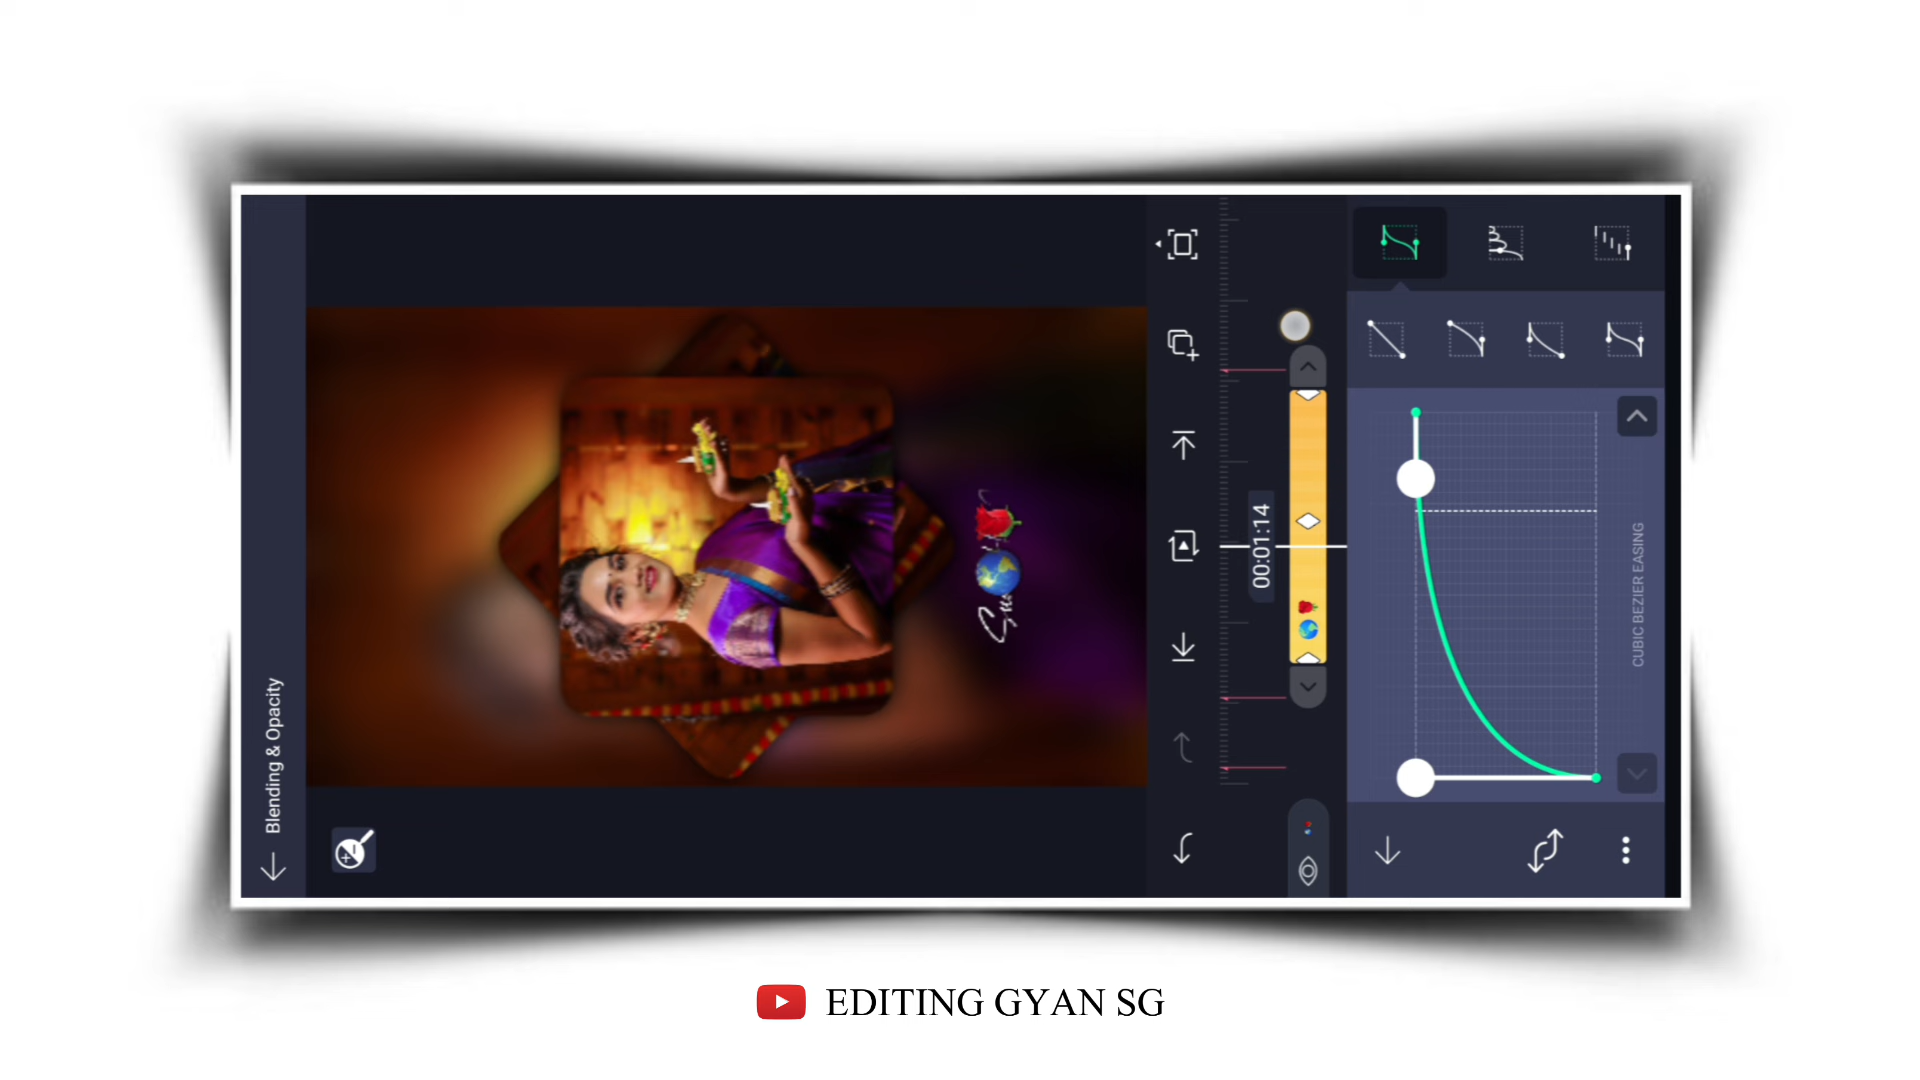 Blending & Opacity
00:01:14
CUBIC BEZIER EASING
EDITING GYAN SG